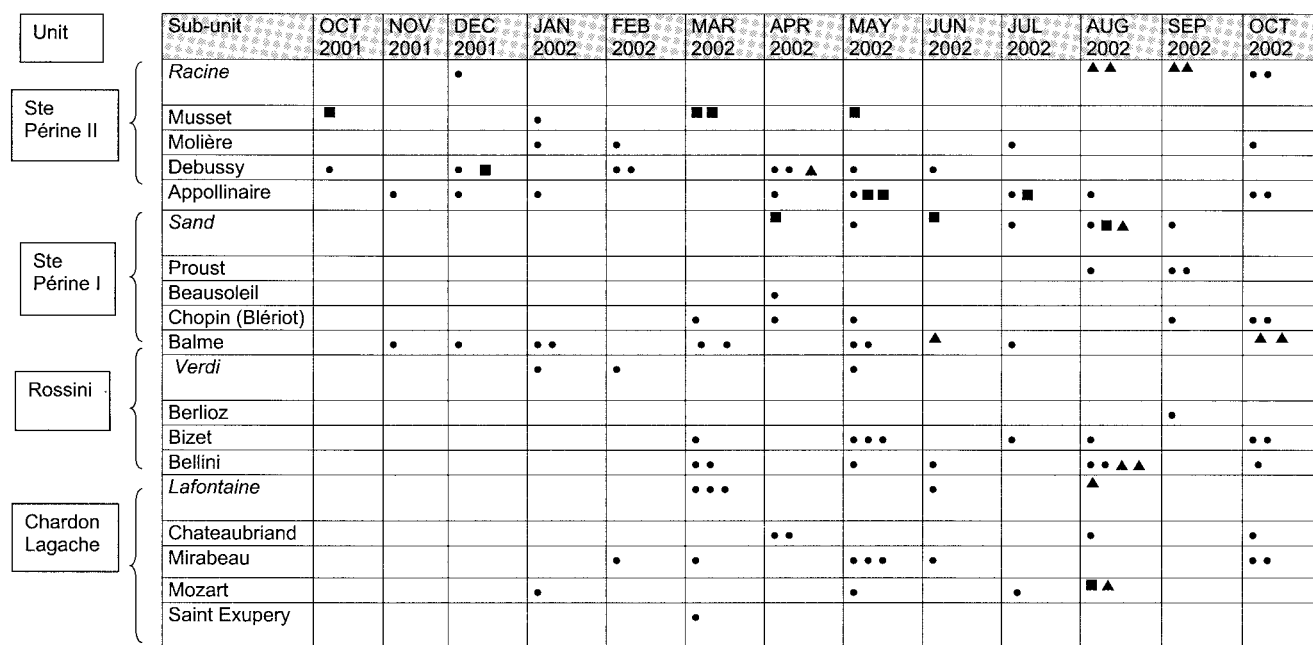 Unit
Sub-unit OCT NOV DEC JAN FEB MAR APR MAY JUN JUL AUG SEP OCT
2001 2001 2001 2002 2002 2002 2002 2002 2002 2002 2002 2002 2002
Racine
Ste
Périne II
Musset
Molière
Debussy
Appollinaire
Sand
Ste
Périne I
Proust
Beausoleil
Chopin (Blériot)
Balme
Verdi
Rossini
Berlioz
Bizet
Bellini
Lafontaine
Chardon
Lagache
Chateaubriand
Mirabeau
Mozart
Saint Exupery